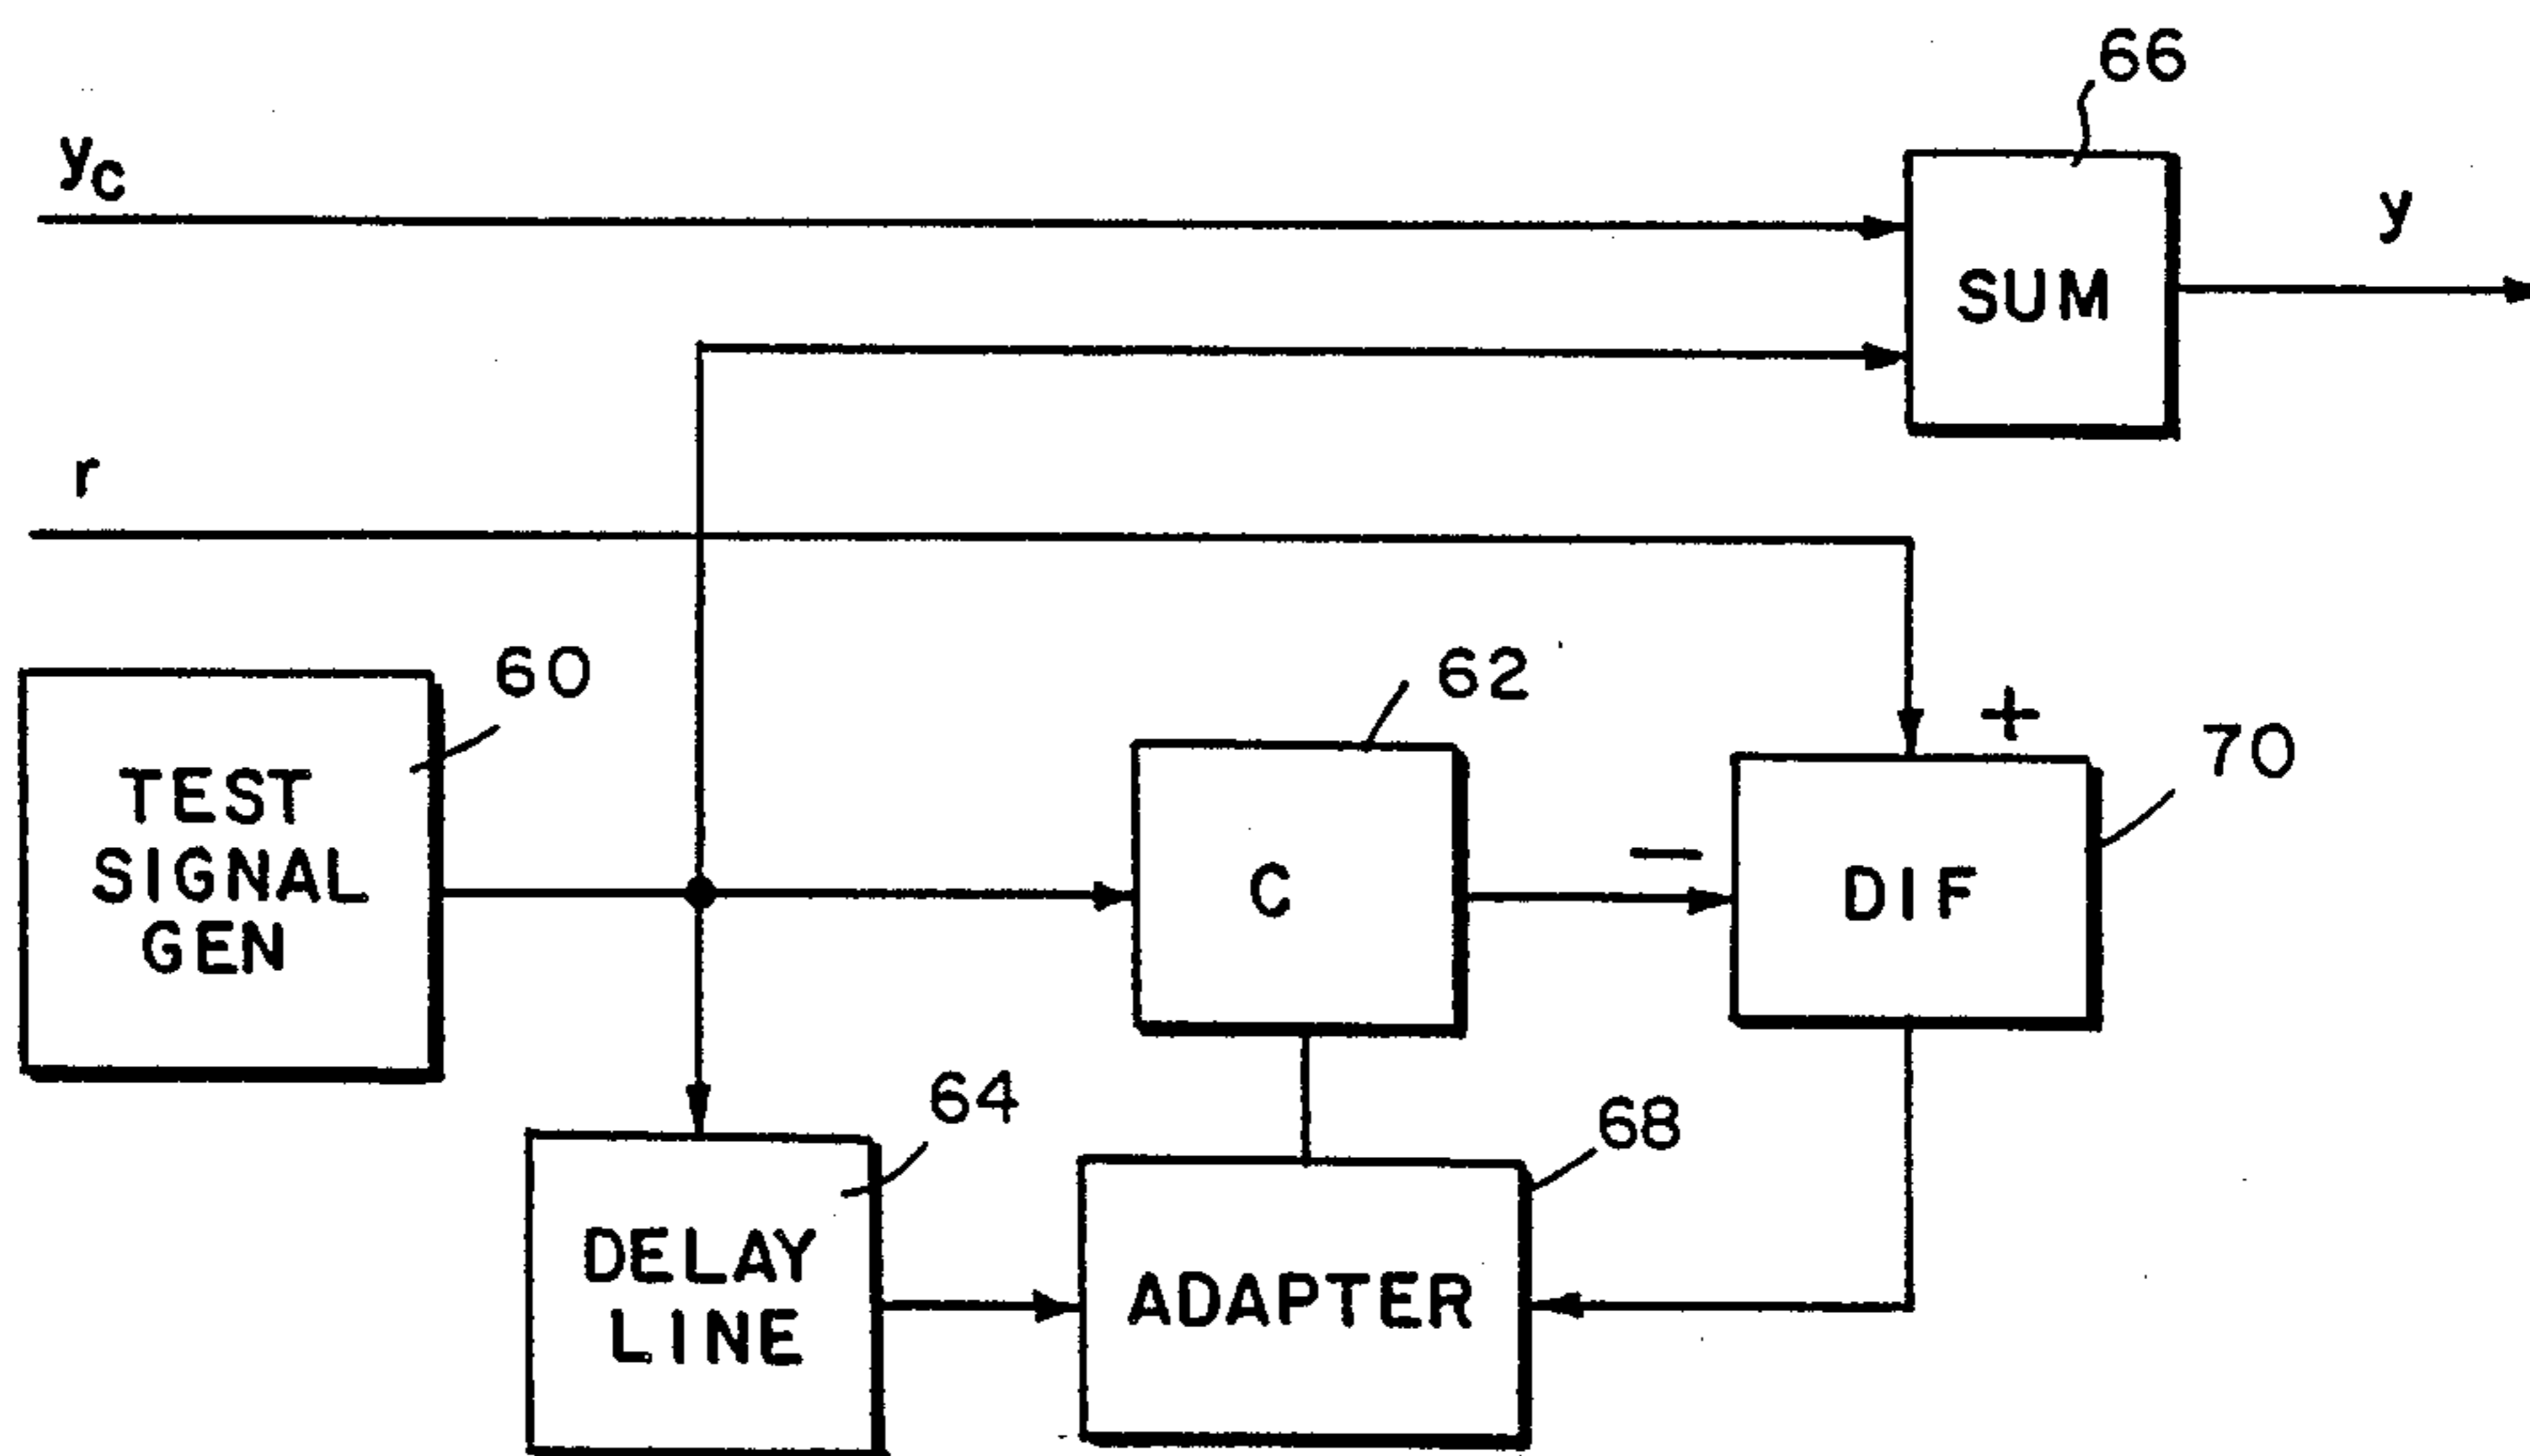 66
yc
SUM
y
r
60
62
+
70
TEST
SIGNAL
GEN
C
−
DIF
64
68
DELAY
LINE
ADAPTER